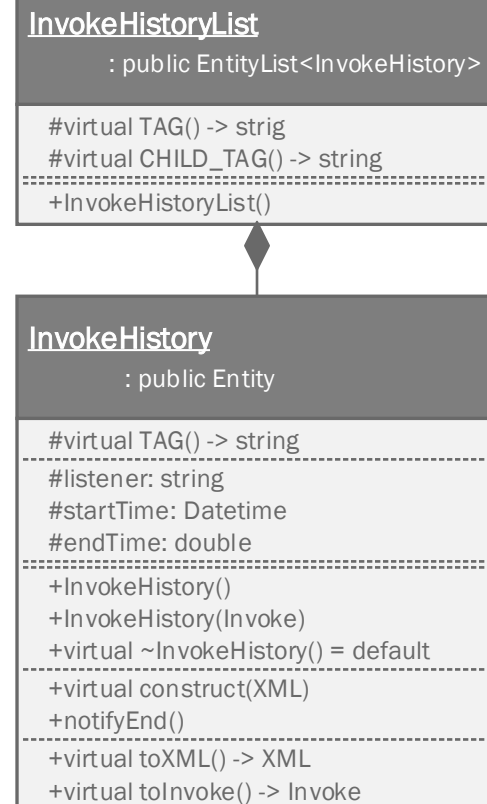 InvokeHistoryList
: public EntityList<InvokeHistory>
#virtual TAG() -> strig
#virtual CHILD_TAG() -> string
+InvokeHistoryList()
InvokeHistory
: public Entity
#virtual TAG() -> string
#listener: string
#startTime: Datetime
#endTime: double
+InvokeHistory()
+InvokeHistory(Invoke)
+virtual ~InvokeHistory() = default
+virtual construct(XML)
+notifyEnd()
+virtual toXML() -> XML
+virtual toInvoke() -> Invoke